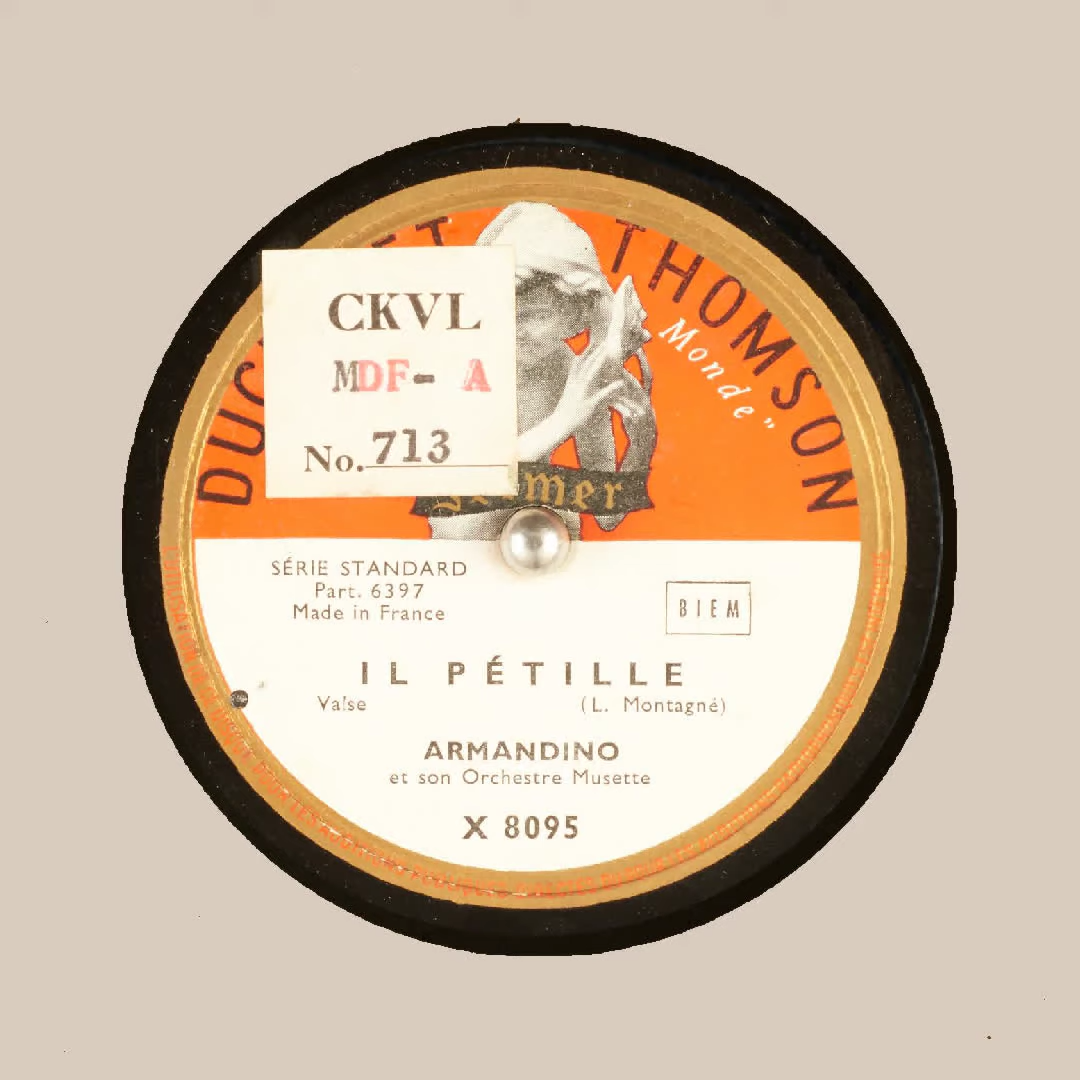 THOMSON
Monde"
CKVL
MDF- A
No. 713
SÉRIE STANDARD
Part. 6397
Made in France
BIEM
IL PÉTILLE
Valse (L. Montagné)
ARMANDINO
et son Orchestre Musette
X 8095